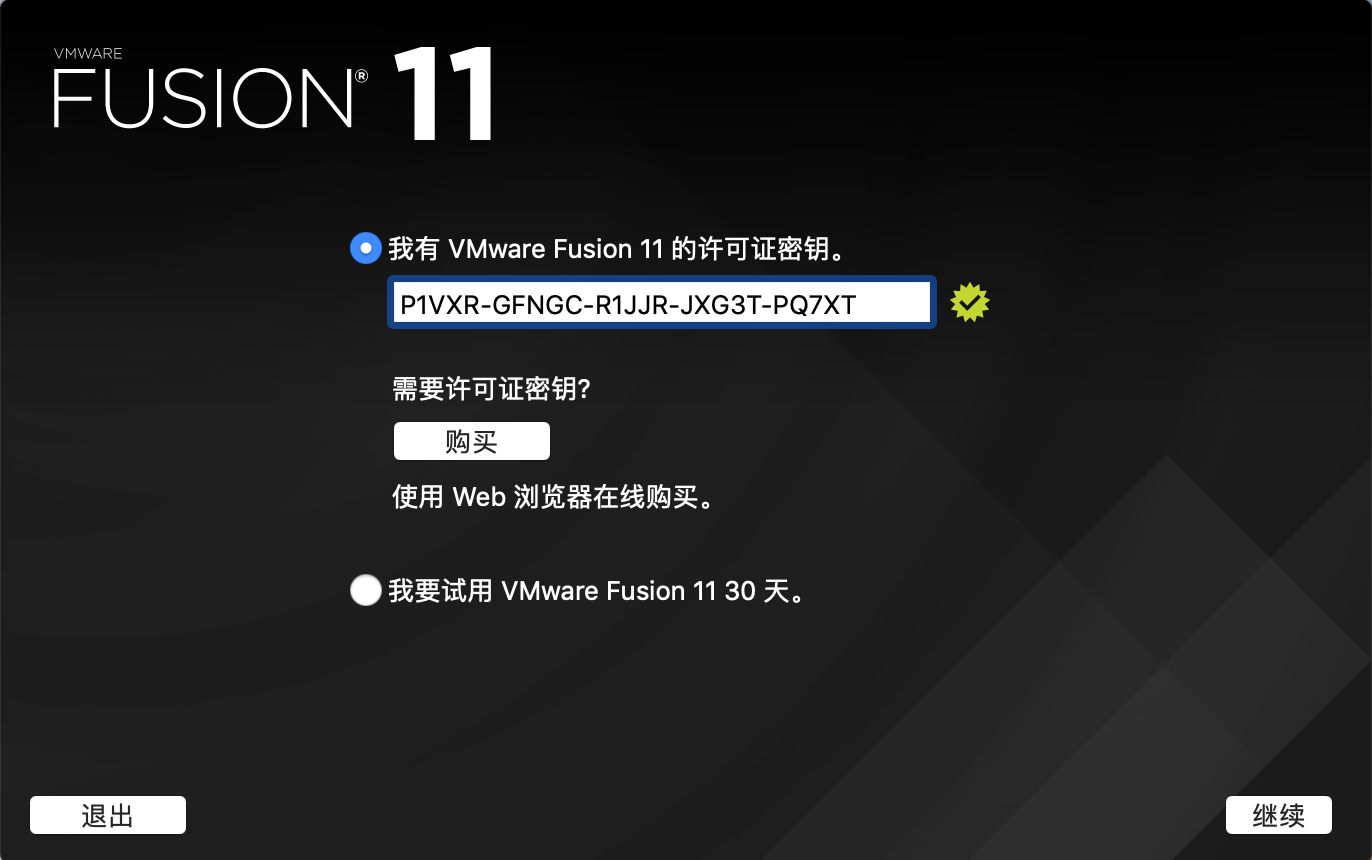 VMWARE
FUSION® 11
我有 VMware Fusion 11 的许可证密钥。
P1VXR-GFNGC-R1JJR-JXG3T-PQ7XT
需要许可证密钥?
购买
使用 Web 浏览器在线购买。
我要试用 VMware Fusion 11 30 天。
退出
继续